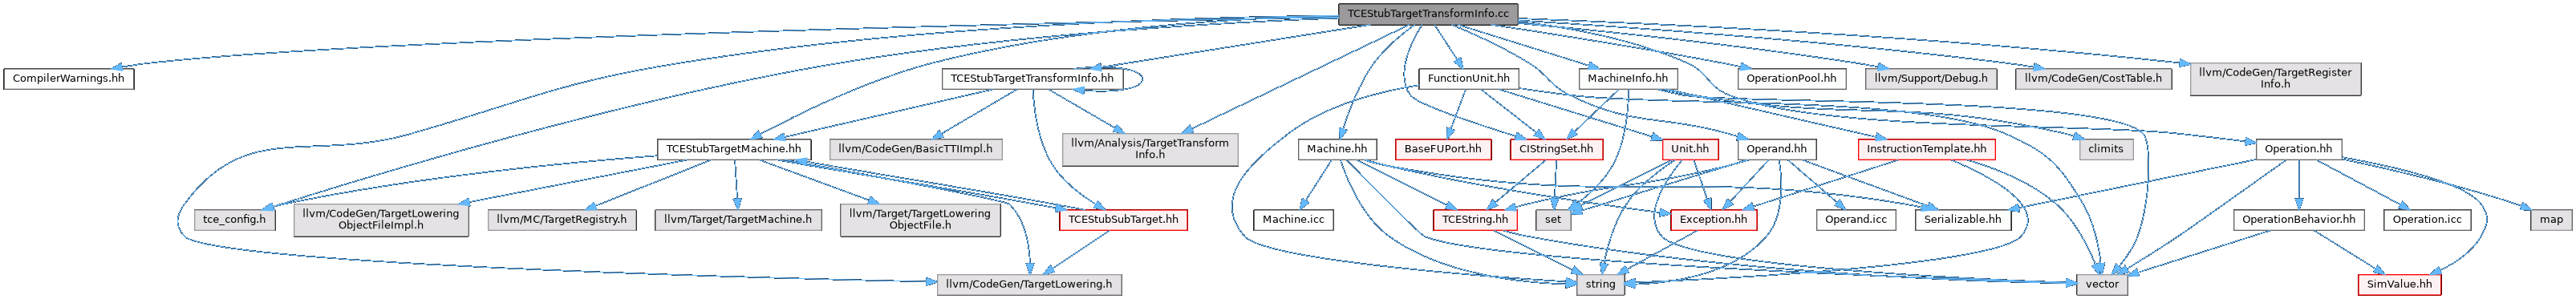 TCEStubTargetTransformInfo.cc
CompilerWarnings.hh
TCEStubTargetTransformInfo.hh
FunctionUnit.hh
MachineInfo.hh
OperationPool.hh
llvm/Support/Debug.h
llvm/CodeGen/CostTable.h
llvm/CodeGen/TargetRegister
Info.h
TCEStubTargetMachine.hh
llvm/CodeGen/BasicTTIImpl.h
llvm/Analysis/TargetTransform
Info.h
Machine.hh
BaseFUPort.hh
CIStringSet.hh
Unit.hh
Operand.hh
InstructionTemplate.hh
climits
Operation.hh
tce_config.h
llvm/CodeGen/TargetLowering
ObjectFileImpl.h
llvm/MC/TargetRegistry.h
llvm/Target/TargetMachine.h
llvm/Target/TargetLowering
ObjectFile.h
TCEStubSubTarget.hh
Machine.icc
TCEString.hh
set
Exception.hh
Operand.icc
Serializable.hh
OperationBehavior.hh
Operation.icc
map
llvm/CodeGen/TargetLowering.h
string
vector
SimValue.hh